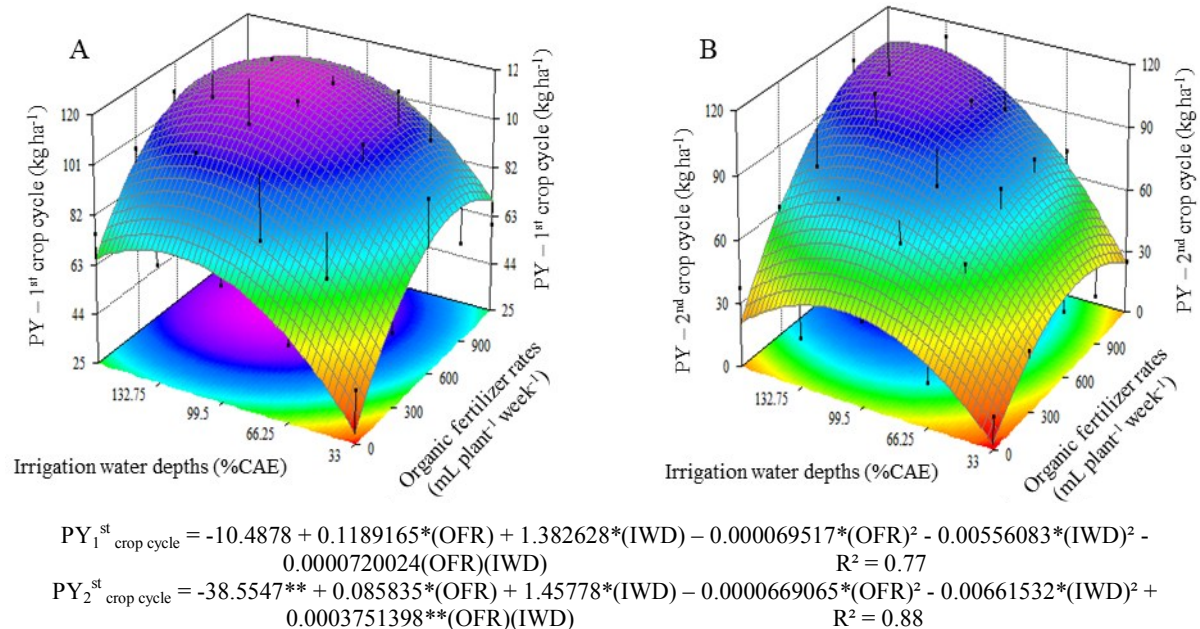 A
B
PY – 1st crop cycle (kg ha-1)
120
101
82
63
44
25
132.75
99.5
66.25
33
Irrigation water depths (%CAE)
0
300
600
900
Organic fertilizer rates
(mL plant-1 week-1)
12
10
82
63
44
25
PY – 1st crop cycle (kg ha-1)
PY – 2nd crop cycle (kg ha-1)
120
90
60
30
0
132.75
99.5
66.25
33
Irrigation water depths (%CAE)
0
300
600
900
Organic fertilizer rates
(mL plant-1 week-1)
120
90
60
30
0
PY – 2nd crop cycle (kg ha-1)
PY1st crop cycle = -10.4878 + 0.1189165*(OFR) + 1.382628*(IWD) – 0.000069517*(OFR)² - 0.00556083*(IWD)² -
0.0000720024(OFR)(IWD) R² = 0.77
PY2st crop cycle = -38.5547** + 0.085835*(OFR) + 1.45778*(IWD) – 0.0000669065*(OFR)² - 0.00661532*(IWD)² +
0.0003751398**(OFR)(IWD) R² = 0.88